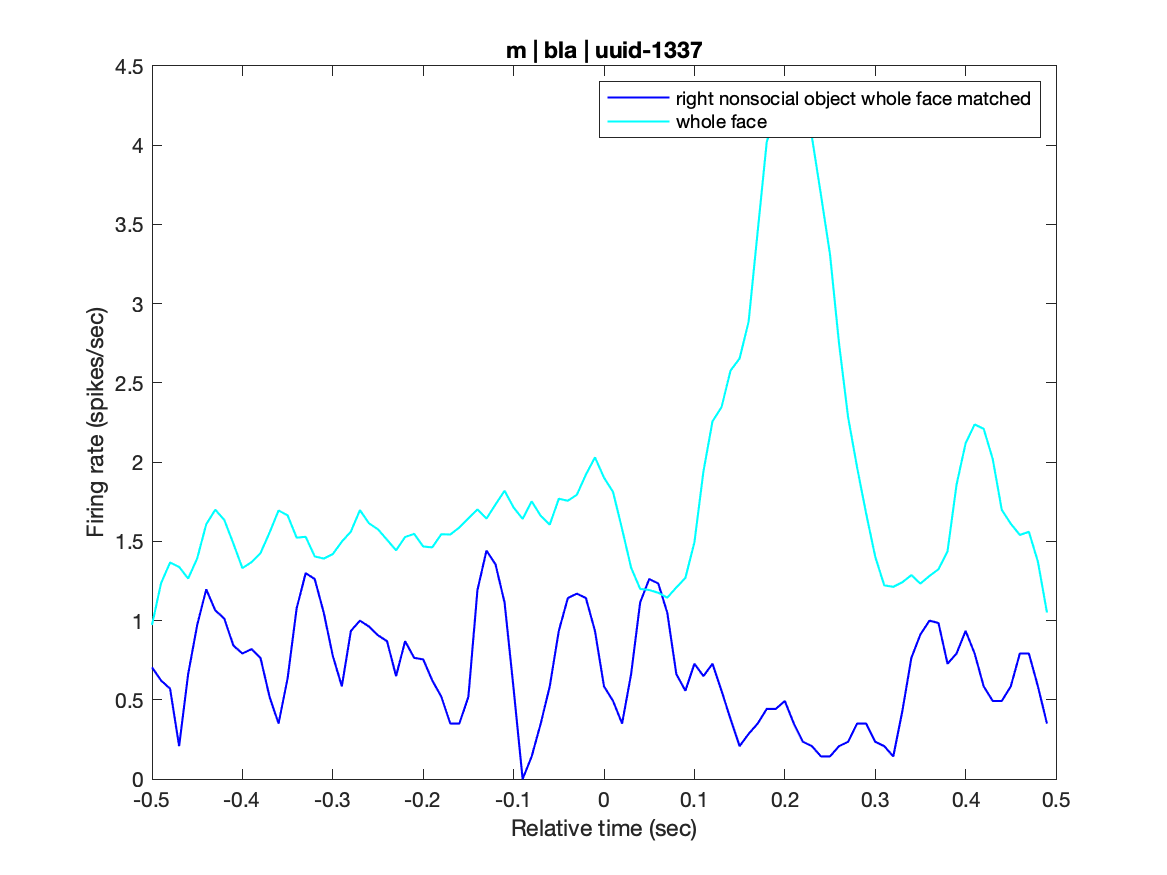 m | bla | uuid-1337
4.5
4
3.5
3
2.5
2
1.5
1
0.5
0
Firing rate (spikes/sec)
right nonsocial object whole face matched
whole face
-0.5 -0.4 -0.3 -0.2 -0.1 0 0.1 0.2 0.3 0.4 0.5
Relative time (sec)